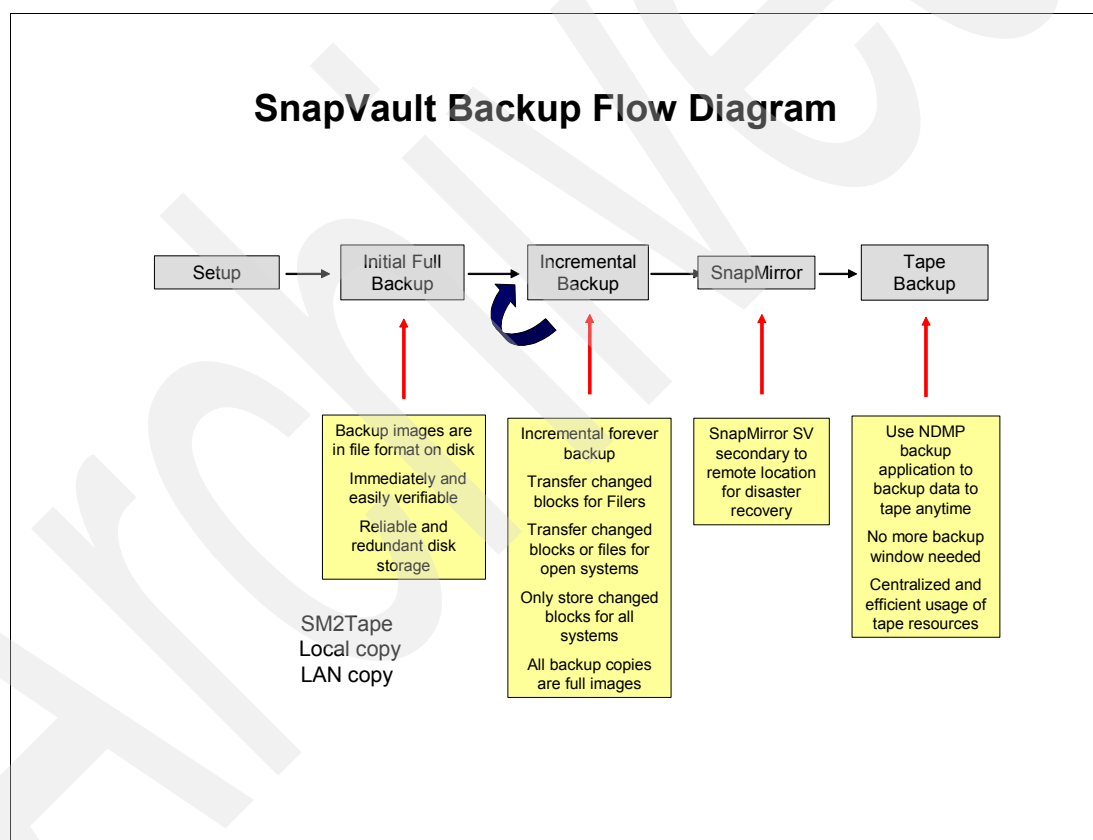 SnapVault Backup Flow Diagram
Setup
Initial Full
Backup
Incremental
Backup
SnapMirror
Tape
Backup
Backup images are
in file format on disk
Immediately and
easily verifiable
Reliable and
redundant disk
storage
Incremental forever
backup
Transfer changed
blocks for Filers
Transfer changed
blocks or files for
open systems
Only store changed
blocks for all
systems
All backup copies
are full images
SnapMirror SV
secondary to
remote location
for disaster
recovery
Use NDMP
backup
application to
backup data to
tape anytime
No more backup
window needed
Centralized and
efficient usage of
tape resources
SM2Tape
Local copy
LAN copy
Archive